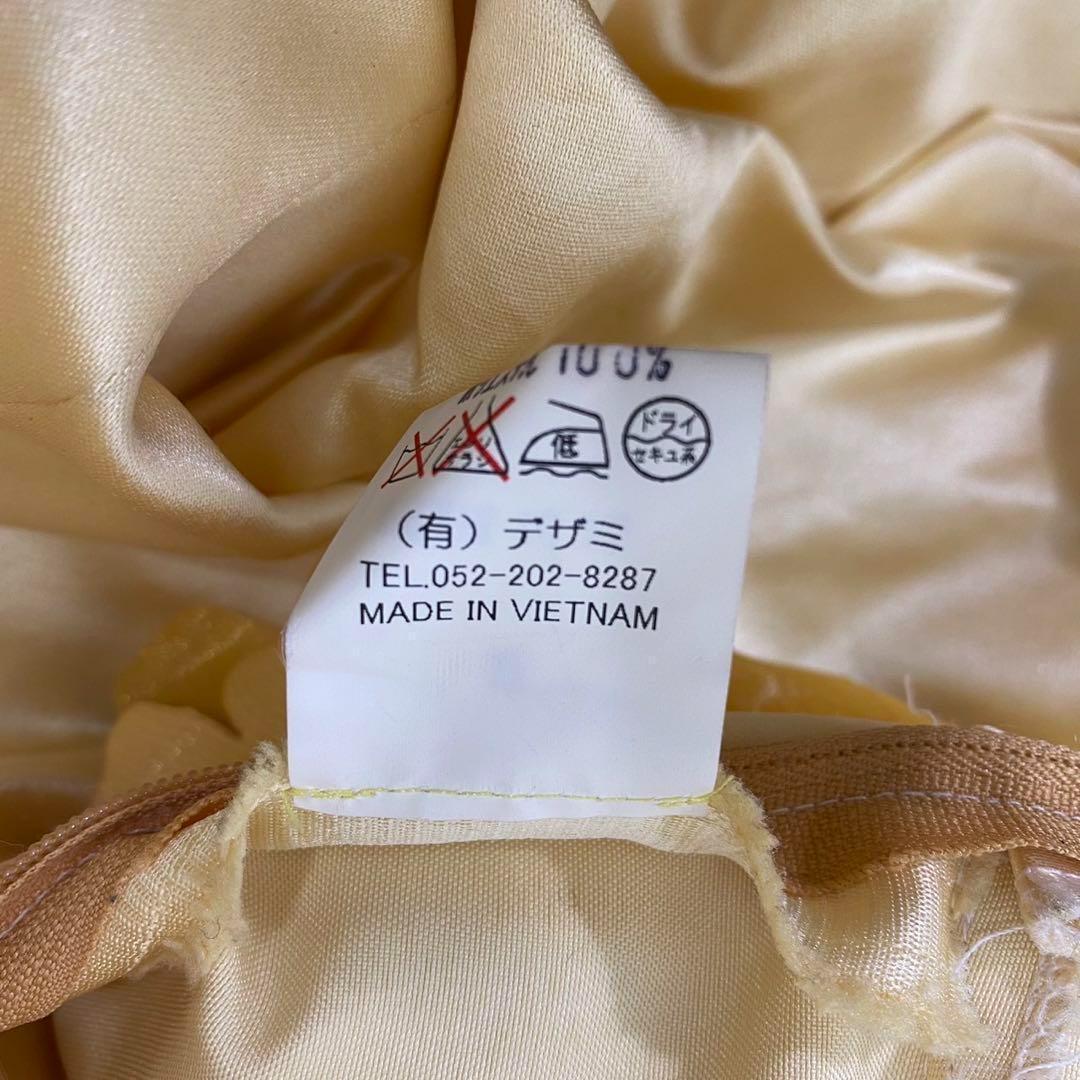 100%
低
ドライ
セキユ系
(有)デザミ
TEL.052-202-8287
MADE IN VIETNAM